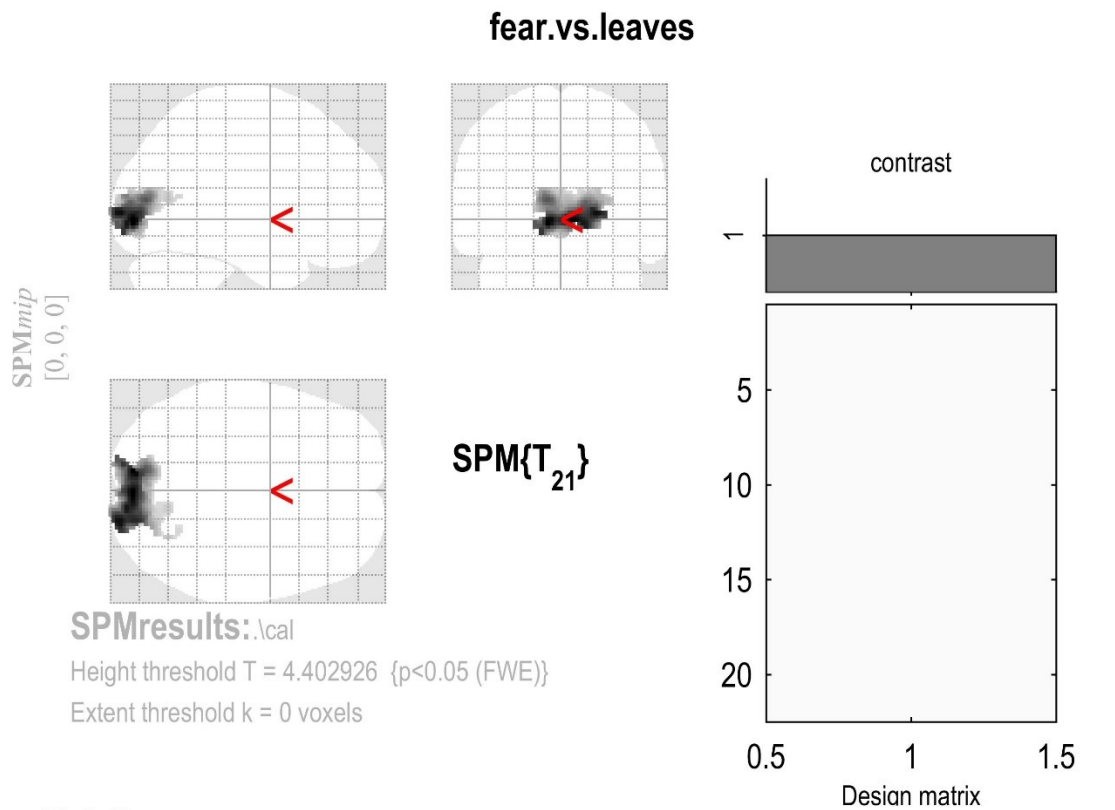 fear.vs.leaves
SPMmip
[0, 0, 0]
<
<
<
SPM{T21}
SPMresults:.\cal
Height threshold T = 4.402926 {p<0.05 (FWE)}
Extent threshold k = 0 voxels
contrast
1
5
10
15
20
0.5 1 1.5
Design matrix